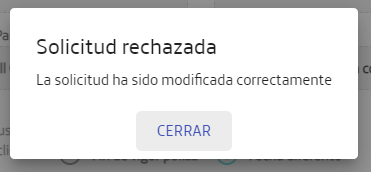 Solicitud rechazada
La solicitud ha sido modificada correctamente
CERRAR